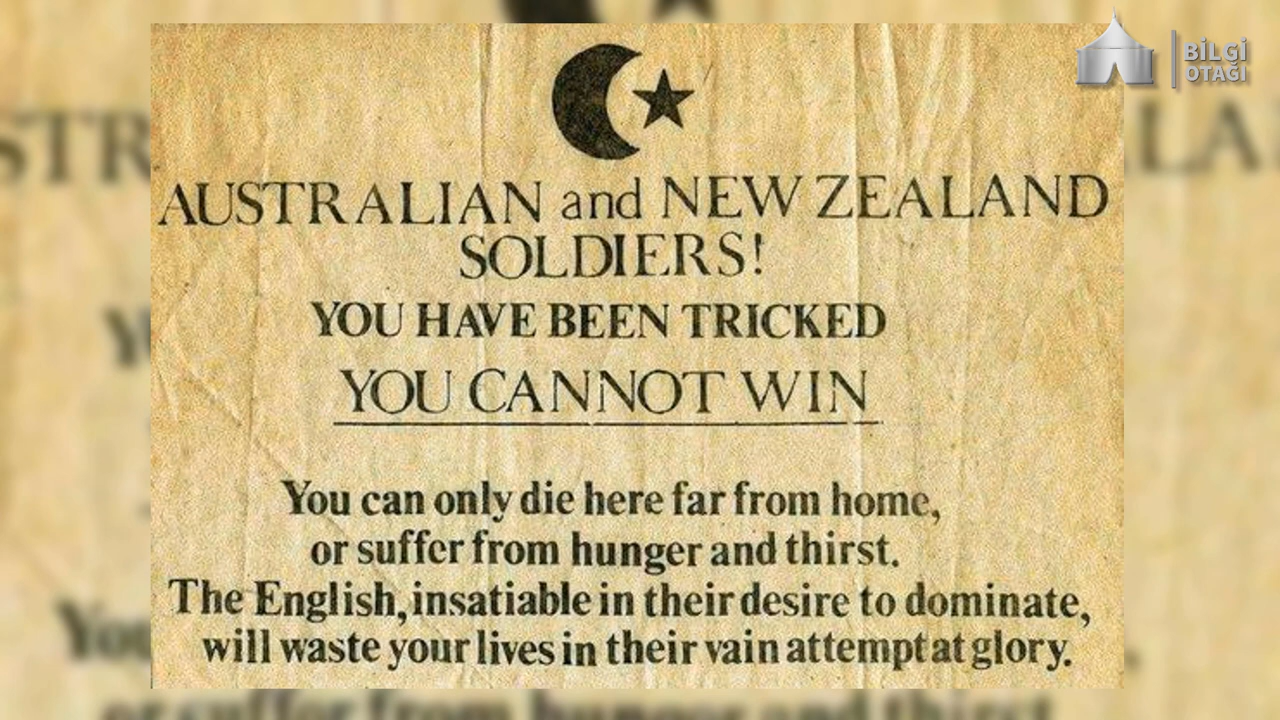 BİLGİ
OTAĞI
AUSTRALIAN and NEW ZEALAND
SOLDIERS!
YOU HAVE BEEN TRICKED
YOU CANNOT WIN
You can only die here far from home,
or suffer from hunger and thirst.
The English, insatiable in their desire to dominate,
will waste your lives in their vain attempt at glory.